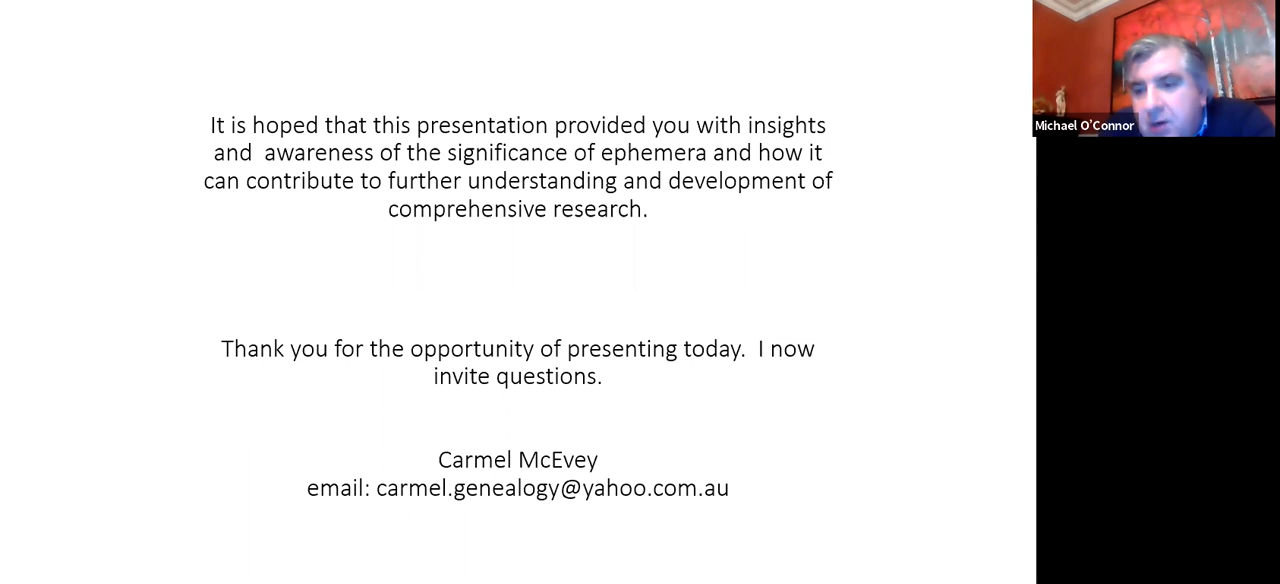 It is hoped that this presentation provided you with insights
and  awareness of the significance of ephemera and how it
can contribute to further understanding and development of
comprehensive research.
Thank you for the opportunity of presenting today.  I now
invite questions.
Carmel McEvey
email: carmel.genealogy@yahoo.com.au
Michael O'Connor